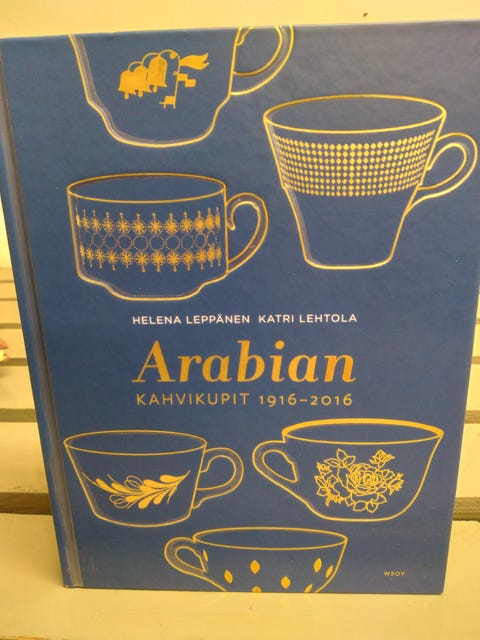 HELENA LEPPÄNEN KATRI LEHTOLA
Arabian
KAHVIKUPIT 1916–2016
WSOY